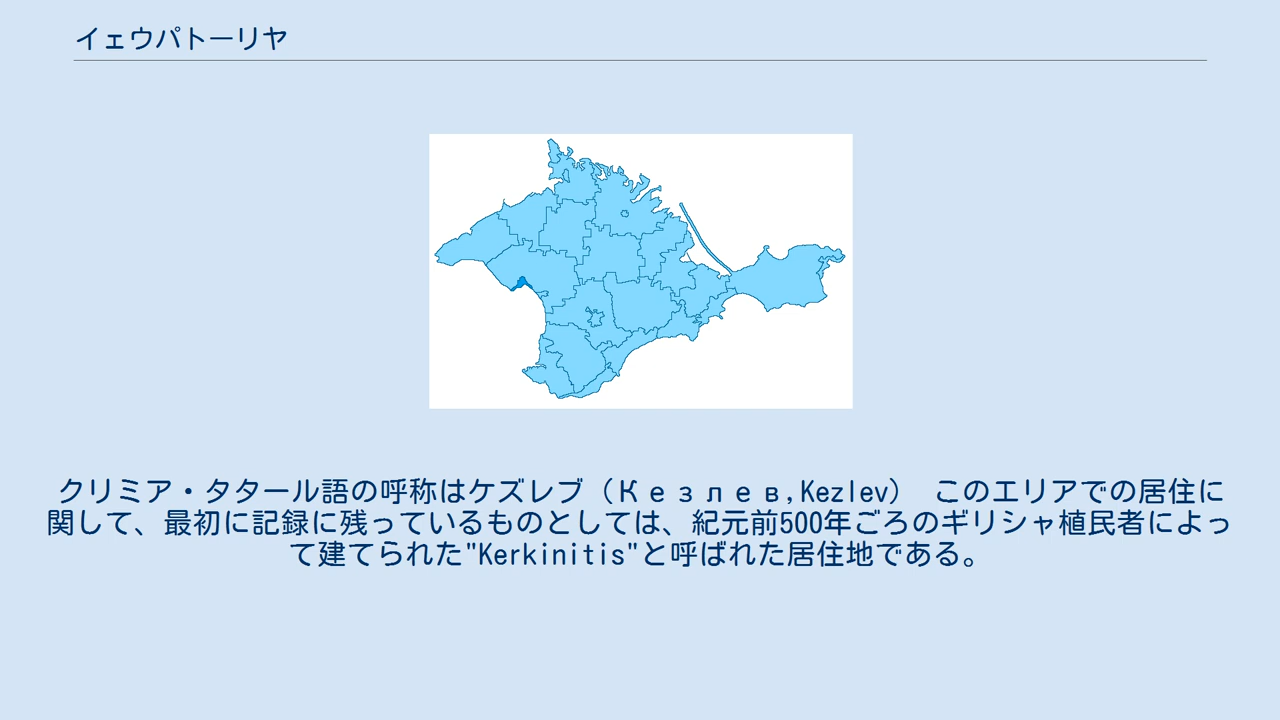 イェウパトーリヤ
クリミア・タタール語の呼称はケズレブ（Кезлев,Kezlev）　このエリアでの居住に
関して、最初に記録に残っているものとしては、紀元前500年ごろのギリシャ植民者によっ
て建てられた"Kerkinitis"と呼ばれた居住地である。